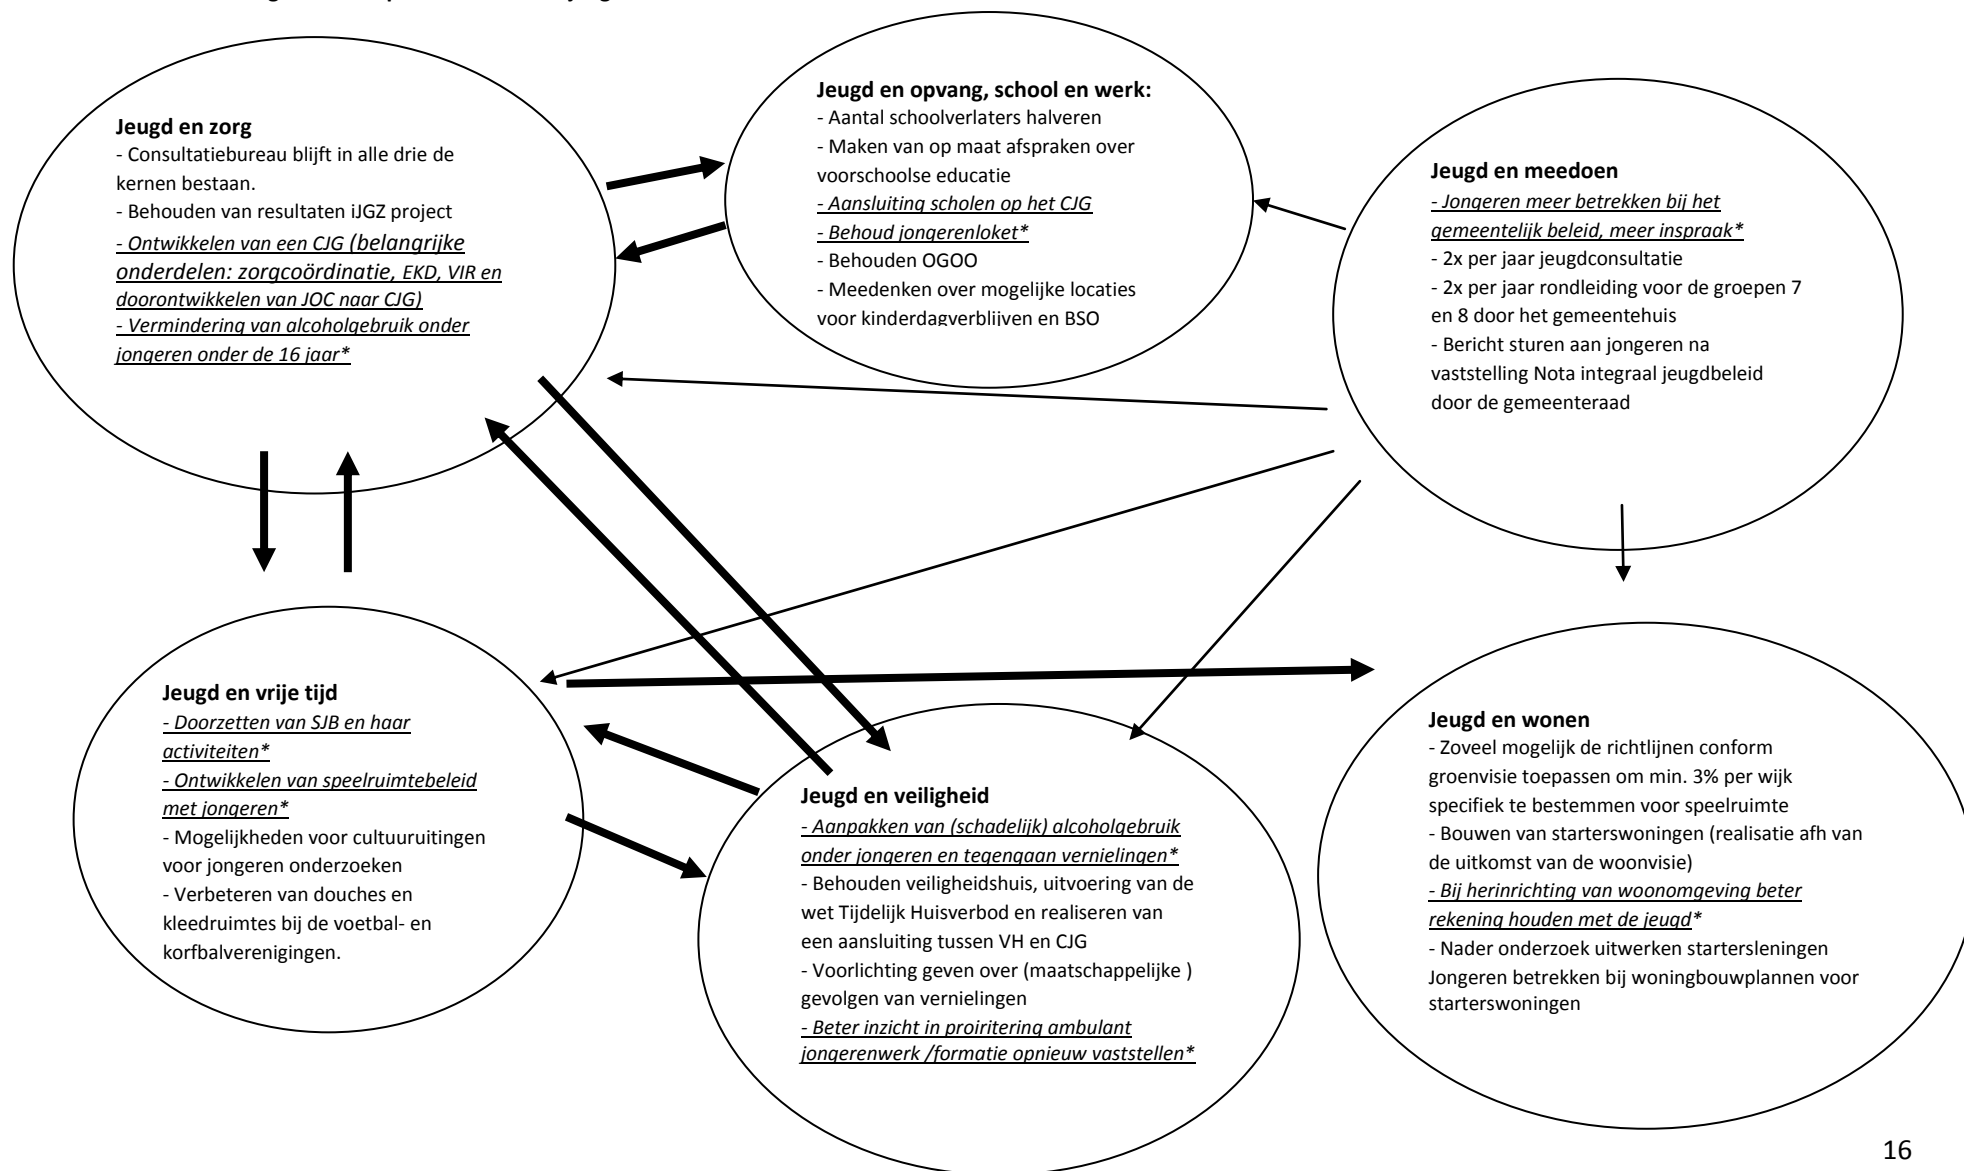 Jeugd en zorg
- Consultatiebureau blijft in alle drie de
kernen bestaan.
- Behouden van resultaten iJGZ project
- Ontwikkelen van een CJG (belangrijke
onderdelen: zorgcoördinatie, EKD, VIR en
doorontwikkelen van JOC naar CJG)
- Vermindering van alcoholgebruik onder
jongeren onder de 16 jaar*
Jeugd en opvang, school en werk:
- Aantal schoolverlaters halveren
- Maken van op maat afspraken over
voorschoolse educatie
- Aansluiting scholen op het CJG
- Behoud jongerenloket*
- Behouden OGOO
- Meedenken over mogelijke locaties
voor kinderdagverblijven en BSO
Jeugd en meedoen
- Jongeren meer betrekken bij het
gemeentelijk beleid, meer inspraak*
- 2x per jaar jeugdconsultatie
- 2x per jaar rondleiding voor de groepen 7
en 8 door het gemeentehuis
- Bericht sturen aan jongeren na
vaststelling Nota integraal jeugdbeleid
door de gemeenteraad
Jeugd en vrije tijd
- Doorzetten van SJB en haar
activiteiten*
- Ontwikkelen van speelruimtebeleid
met jongeren*
- Mogelijkheden voor cultuuruitingen
voor jongeren onderzoeken
- Verbeteren van douches en
kleedruimtes bij de voetbal- en
korfbalverenigingen.
Jeugd en veiligheid
- Aanpakken van (schadelijk) alcoholgebruik
onder jongeren en tegengaan vernielingen*
- Behouden veiligheidshuis, uitvoering van de
wet Tijdelijk Huisverbod en realiseren van
een aansluiting tussen VH en CJG
- Voorlichting geven over (maatschappelijke )
gevolgen van vernielingen
- Beter inzicht in proiritering ambulant
jongerenwerk /formatie opnieuw vaststellen*
Jeugd en wonen
- Zoveel mogelijk de richtlijnen conform
groenvisie toepassen om min. 3% per wijk
specifiek te bestemmen voor speelruimte
- Bouwen van starterswoningen (realisatie afh van
de uitkomst van de woonvisie)
- Bij herinrichting van woonomgeving beter
rekening houden met de jeugd*
- Nader onderzoek uitwerken startersleningen
Jongeren betrekken bij woningbouwplannen voor
starterswoningen
16